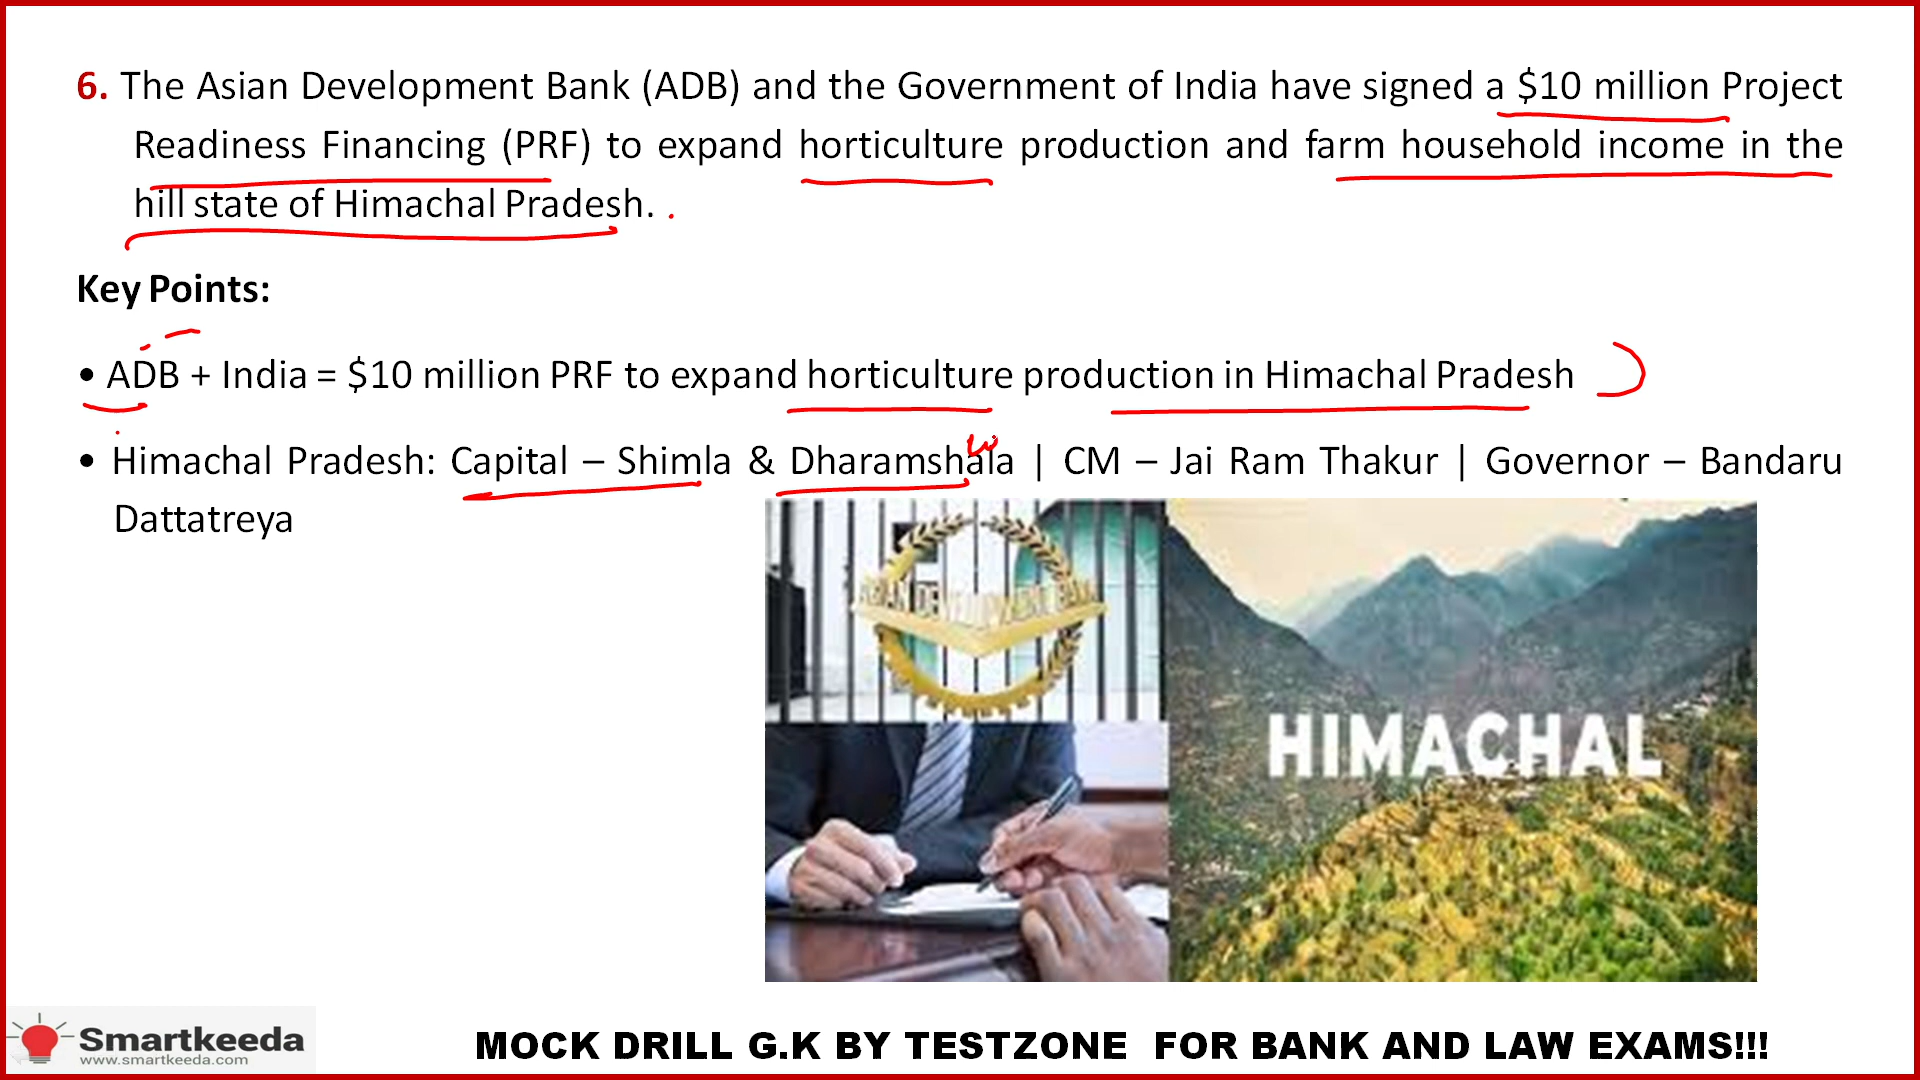 6. The Asian Development Bank (ADB) and the Government of India have signed a $10 million Project
Readiness Financing (PRF) to expand horticulture production and farm household income in the
hill state of Himachal Pradesh.
Key Points:
• ADB + India = $10 million PRF to expand horticulture production in Himachal Pradesh
• Himachal Pradesh: Capital – Shimla & Dharamshala | CM – Jai Ram Thakur | Governor – Bandaru
Dattatreya
ASIAN DEVELOPMENT BANK
HIMACHAL
Smartkeeda
www.smartkeeda.com
MOCK DRILL G.K BY TESTZONE FOR BANK AND LAW EXAMS!!!